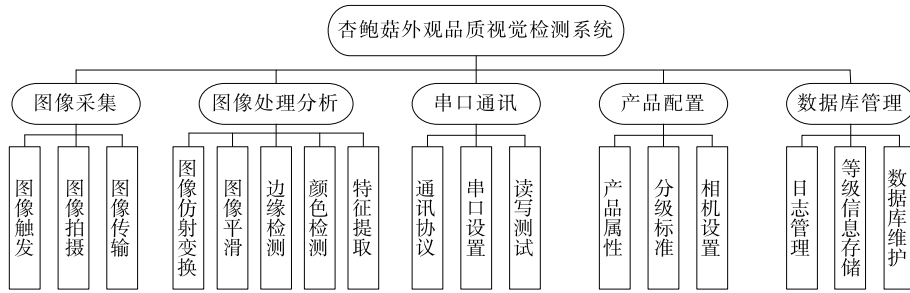 杏鲍菇外观品质视觉检测系统
图像采集
图像处理分析
串口通讯
产品配置
数据库管理
图像触发
图像拍摄
图像传输
图像仿射变换
图像平滑
边缘检测
颜色检测
特征提取
通讯协议
串口设置
读写测试
产品属性
分级标准
相机设置
日志管理
等级信息存储
数据库维护